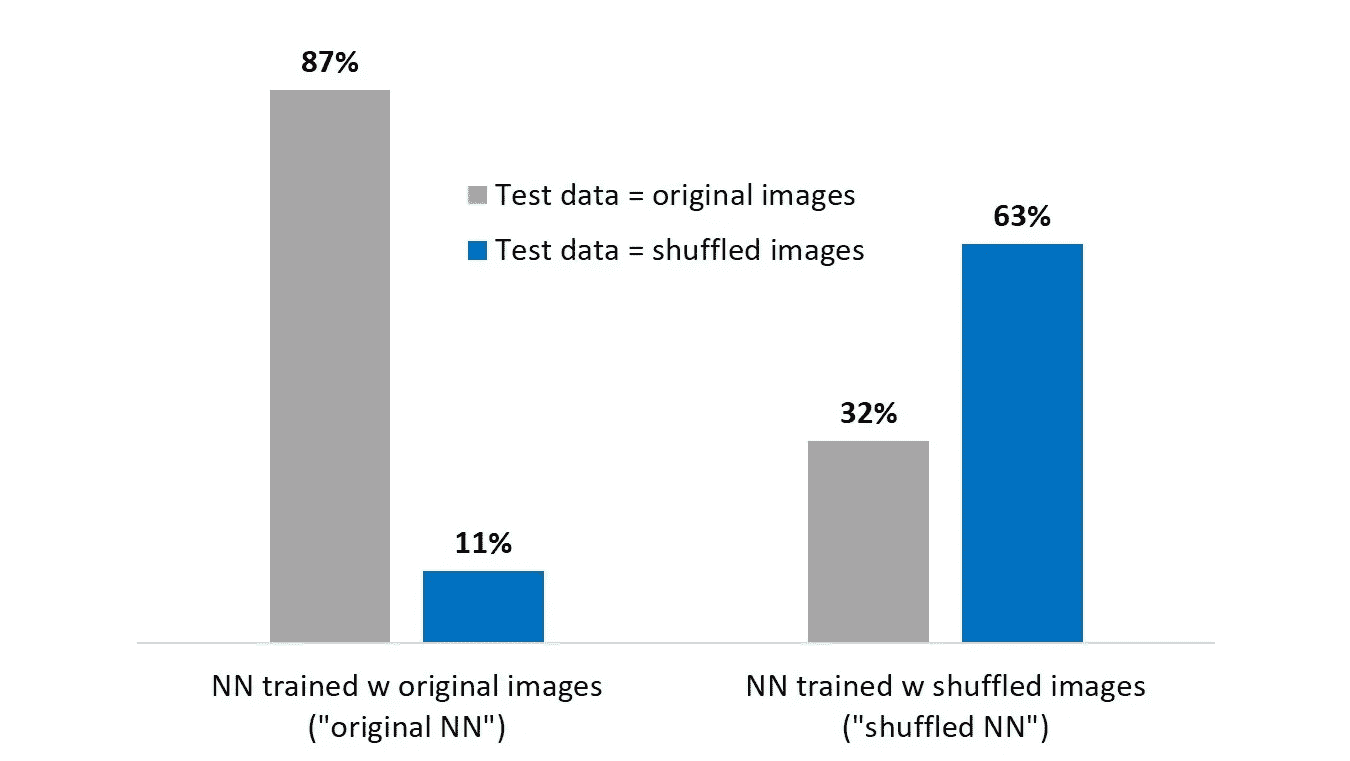 87%
Test data = original images
Test data = shuffled images
63%
32%
11%
NN trained w original images
("original NN")
NN trained w shuffled images
("shuffled NN")